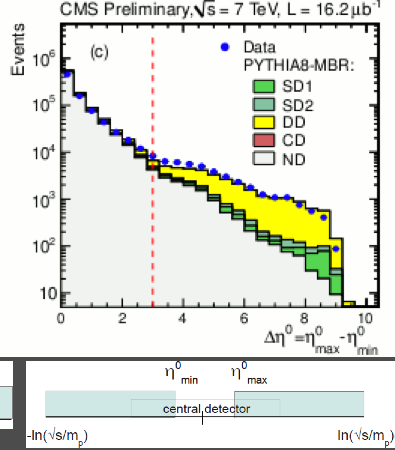 CMS Preliminary, √s = 7 TeV, L = 16.2 μb⁻¹
Events
(c)
Data
PYTHIA8-MBR:
SD1
SD2
DD
CD
ND
10⁶
10⁵
10⁴
10³
10²
10
0 2 4 6 8 10
Δη⁰=η⁰max-η⁰min
η⁰min η⁰max
central detector
-ln(√s/mp) ln(√s/mp)